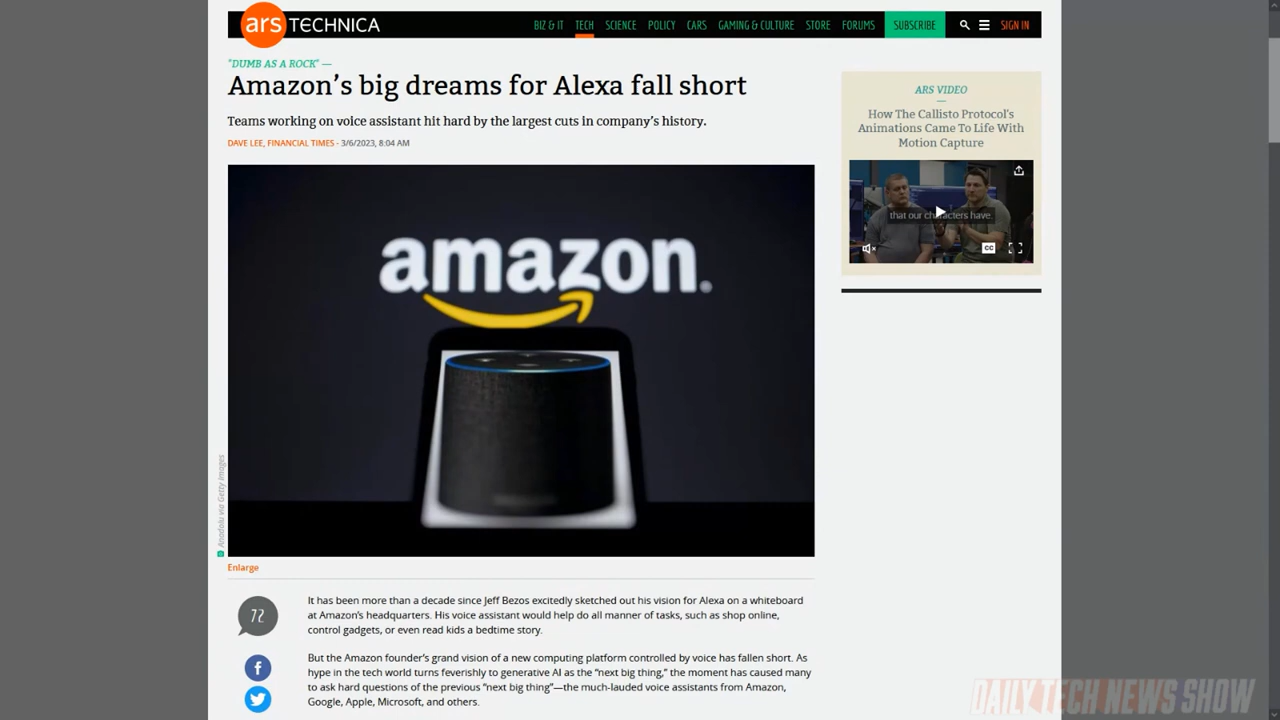 ars TECHNICA
BIZ & IT TECH SCIENCE POLICY CARS GAMING & CULTURE STORE FORUMS SUBSCRIBE SIGN IN
"DUMB AS A ROCK" —
Amazon's big dreams for Alexa fall short
Teams working on voice assistant hit hard by the largest cuts in company's history.
DAVE LEE, FINANCIAL TIMES - 3/6/2023, 8:04 AM
amazon
Anadolu via Getty Images
Enlarge
72
It has been more than a decade since Jeff Bezos excitedly sketched out his vision for Alexa on a whiteboard
at Amazon's headquarters. His voice assistant would help do all manner of tasks, such as shop online,
control gadgets, or even read kids a bedtime story.
But the Amazon founder's grand vision of a new computing platform controlled by voice has fallen short. As
hype in the tech world turns feverishly to generative AI as the "next big thing," the moment has caused many
to ask hard questions of the previous "next big thing"—the much-lauded voice assistants from Amazon,
Google, Apple, Microsoft, and others.
ARS VIDEO
How The Callisto Protocol's
Animations Came To Life With
Motion Capture
that our characters have
CC
DAILY TECH NEWS SHOW